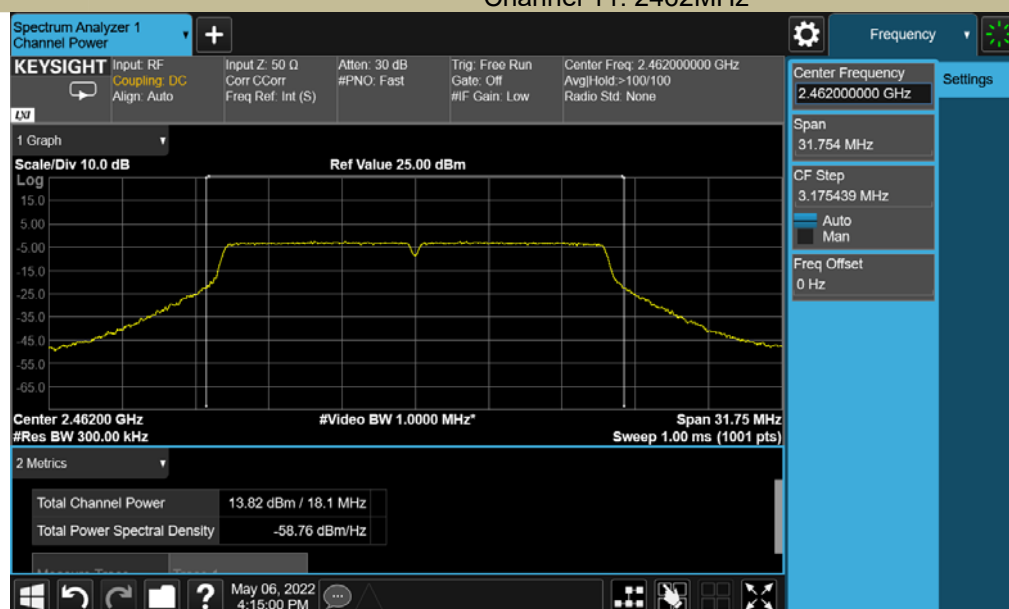 Channel 11: 2462MHz
Spectrum Analyzer 1
Channel Power
Frequency
KEYSIGHT
Input: RF
Coupling: DC
Align: Auto
Input Z: 50 Ω
Corr CCorr
Freq Ref: Int (S)
Atten: 30 dB
#PNO: Fast
Trig: Free Run
Gate: Off
#IF Gain: Low
Center Freq: 2.462000000 GHz
Avg|Hold:>100/100
Radio Std: None
LXI
Center Frequency
2.462000000 GHz
Settings
Span
31.754 MHz
CF Step
3.175439 MHz
Auto
Man
Freq Offset
0 Hz
1 Graph
Scale/Div 10.0 dB
Ref Value 25.00 dBm
Log
15.0
5.00
-5.00
-15.0
-25.0
-35.0
-45.0
-55.0
-65.0
Center 2.46200 GHz
#Video BW 1.0000 MHz*
Span 31.75 MHz
#Res BW 300.00 kHz
Sweep 1.00 ms (1001 pts)
2 Metrics
Total Channel Power
13.82 dBm / 18.1 MHz
Total Power Spectral Density
-58.76 dBm/Hz
?
May 06, 2022
4:15:00 PM